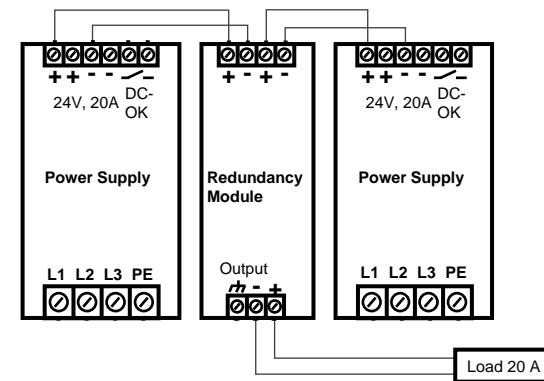 + + - -
24V, 20A DC-
OK
Power Supply
L1 L2 L3 PE
+ - + -
Redundancy
Module
Output
- +
+ + - -
24V, 20A DC-
OK
Power Supply
L1 L2 L3 PE
Load 20 A